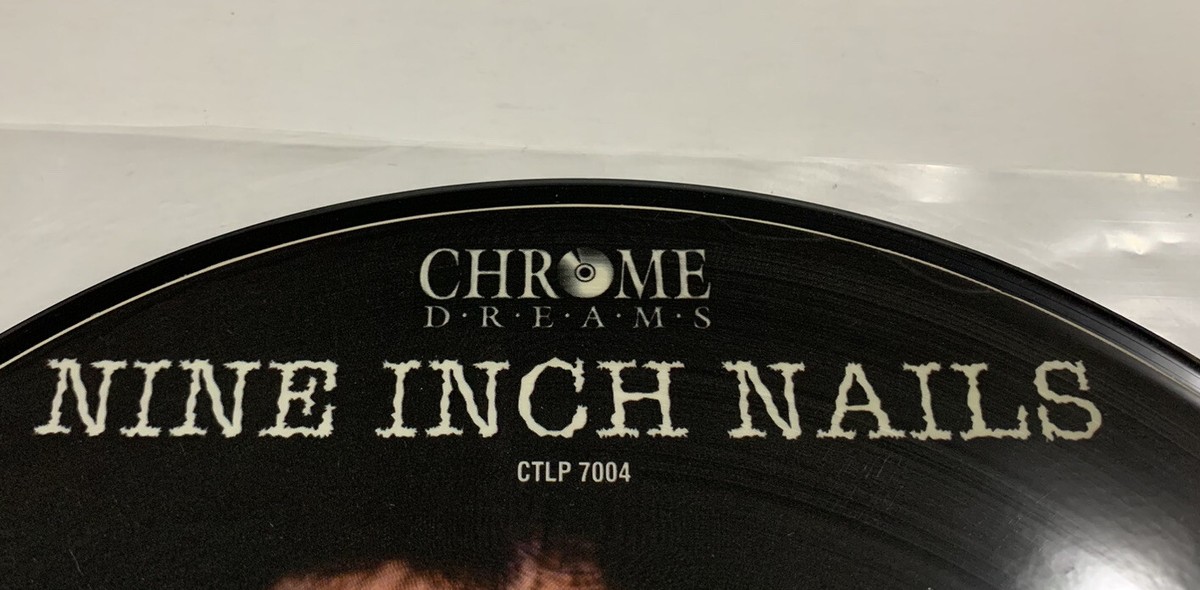 CHROME
D·R·E·A·M·S
NINE INCH NAILS
CTLP 7004